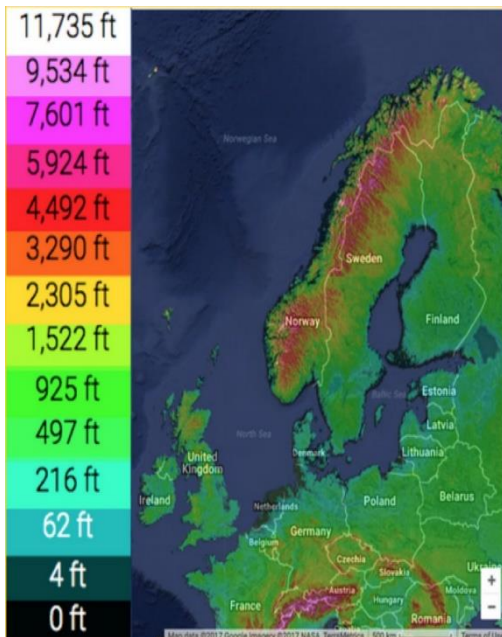 11,735 ft
9,534 ft
7,601 ft
5,924 ft
4,492 ft
3,290 ft
2,305 ft
1,522 ft
925 ft
497 ft
216 ft
62 ft
4 ft
0 ft
Norwegian Sea
Sweden
Norway
Finland
Estonia
Baltic Sea
Latvia
North Sea
Denmark
Lithuania
United
Kingdom
Ireland
Belarus
Netherlands
Poland
Germany
Belgium
Czechia
Ukraine
Slovakia
Austria
Moldova
Hungary
France
Romania
+
−